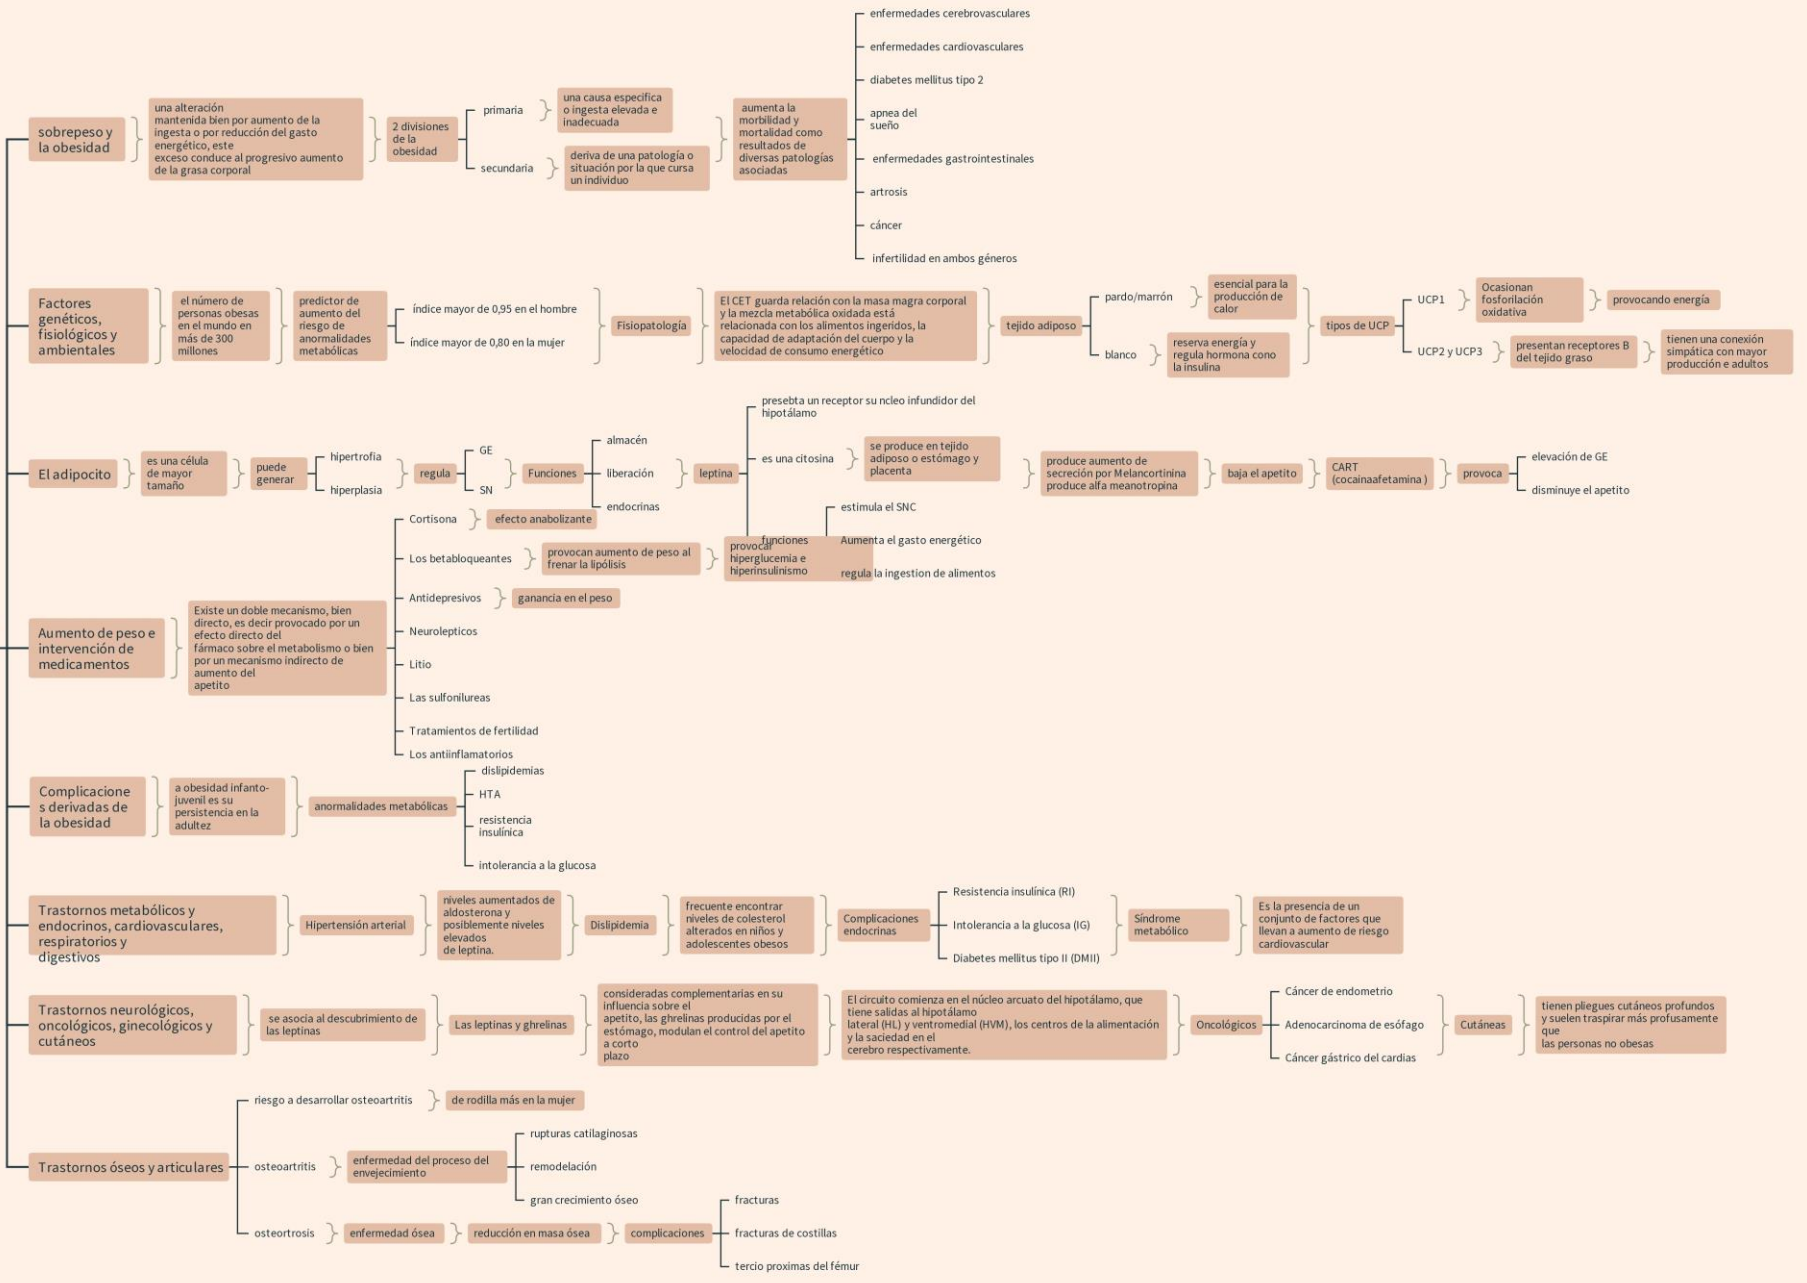 sobrepeso y
la obesidad
una alteración
mantenida bien por aumento de la
ingesta o por reducción del gasto
energético, este
exceso conduce al progresivo aumento
de la grasa corporal
2 divisiones
de la
obesidad
primaria
una causa especifica
o ingesta elevada e
inadecuada
secundaria
deriva de una patología o
situación por la que cursa
un individuo
aumenta la
morbilidad y
mortalidad como
resultados de
diversas patologías
asociadas
enfermedades cerebrovasculares
enfermedades cardiovasculares
diabetes mellitus tipo 2
apnea del
sueño
enfermedades gastrointestinales
artrosis
cáncer
infertilidad en ambos géneros
Factores
genéticos,
fisiológicos y
ambientales
el número de
personas obesas
en el mundo en
más de 300
millones
predictor de
aumento del
riesgo de
anormalidades
metabólicas
índice mayor de 0,95 en el hombre
índice mayor de 0,80 en la mujer
Fisiopatología
El CET guarda relación con la masa magra corporal
y la mezcla metabólica oxidada está
relacionada con los alimentos ingeridos, la
capacidad de adaptación del cuerpo y la
velocidad de consumo energético
tejido adiposo
pardo/marrón
esencial para la
producción de
calor
blanco
reserva energía y
regula hormona cono
la insulina
tipos de UCP
UCP1
Ocasionan
fosforilación
oxidativa
provocando energía
UCP2 y UCP3
presentan receptores B
del tejido graso
tienen una conexión
simpática con mayor
producción e adultos
El adipocito
es una célula
de mayor
tamaño
puede
generar
hipertrofia
hiperplasia
regula
GE
SN
Funciones
almacén
liberación
endocrinas
leptina
presebta un receptor su ncleo infundidor del
hipotálamo
es una citosina
se produce en tejido
adiposo o estómago y
placenta
funciones
estimula el SNC
Aumenta el gasto energético
regula la ingestion de alimentos
produce aumento de
secreción por Melancortinina
produce alfa meanotropina
baja el apetito
CART
(cocainaafetamina )
provoca
elevación de GE
disminuye el apetito
Aumento de peso e
intervención de
medicamentos
Existe un doble mecanismo, bien
directo, es decir provocado por un
efecto directo del
fármaco sobre el metabolismo o bien
por un mecanismo indirecto de
aumento del
apetito
Cortisona
efecto anabolizante
Los betabloqueantes
provocan aumento de peso al
frenar la lipólisis
provocar
hiperglucemia e
hiperinsulinismo
Antidepresivos
ganancia en el peso
Neurolepticos
Litio
Las sulfonilureas
Tratamientos de fertilidad
Los antiinflamatorios
Complicacione
s derivadas de
la obesidad
a obesidad infanto-
juvenil es su
persistencia en la
adultez
anormalidades metabólicas
dislipidemias
HTA
resistencia
insulínica
intolerancia a la glucosa
Trastornos metabólicos y
endocrinos, cardiovasculares,
respiratorios y
digestivos
Hipertensión arterial
niveles aumentados de
aldosterona y
posiblemente niveles
elevados
de leptina.
Dislipidemia
frecuente encontrar
niveles de colesterol
alterados en niños y
adolescentes obesos
Complicaciones
endocrinas
Resistencia insulínica (RI)
Intolerancia a la glucosa (IG)
Diabetes mellitus tipo II (DMII)
Síndrome
metabólico
Es la presencia de un
conjunto de factores que
llevan a aumento de riesgo
cardiovascular
Trastornos neurológicos,
oncológicos, ginecológicos y
cutáneos
se asocia al descubrimiento de
las leptinas
Las leptinas y ghrelinas
consideradas complementarias en su
influencia sobre el
apetito, las ghrelinas producidas por el
estómago, modulan el control del apetito
a corto
plazo
El circuito comienza en el núcleo arcuato del hipotálamo, que
tiene salidas al hipotálamo
lateral (HL) y ventromedial (HVM), los centros de la alimentación
y la saciedad en el
cerebro respectivamente.
Oncológicos
Cáncer de endometrio
Adenocarcinoma de esófago
Cáncer gástrico del cardias
Cutáneas
tienen pliegues cutáneos profundos
y suelen traspirar más profusamente
que
las personas no obesas
Trastornos óseos y articulares
riesgo a desarrollar osteoartritis
de rodilla más en la mujer
osteoartritis
enfermedad del proceso del
envejecimiento
rupturas catilaginosas
remodelación
gran crecimiento óseo
osteortrosis
enfermedad ósea
reducción en masa ósea
complicaciones
fracturas
fracturas de costillas
tercio proximas del fémur